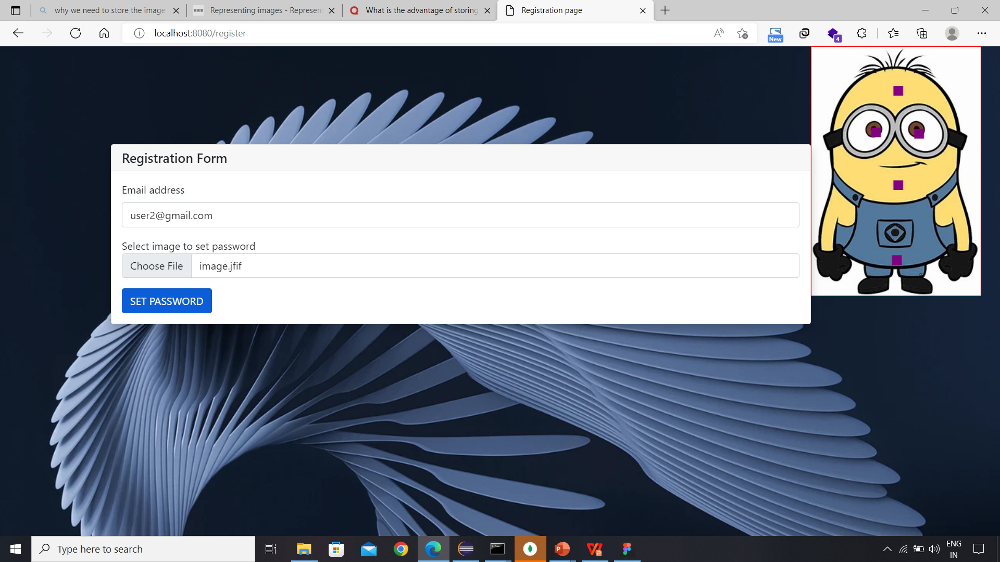 why we need to store the image
Representing images - Represen
What is the advantage of storing
Registration page
localhost:8080/register
New
4
Registration Form
Email address
user2@gmail.com
Select image to set password
Choose File
image.jfif
SET PASSWORD
Type here to search
ENG
IN